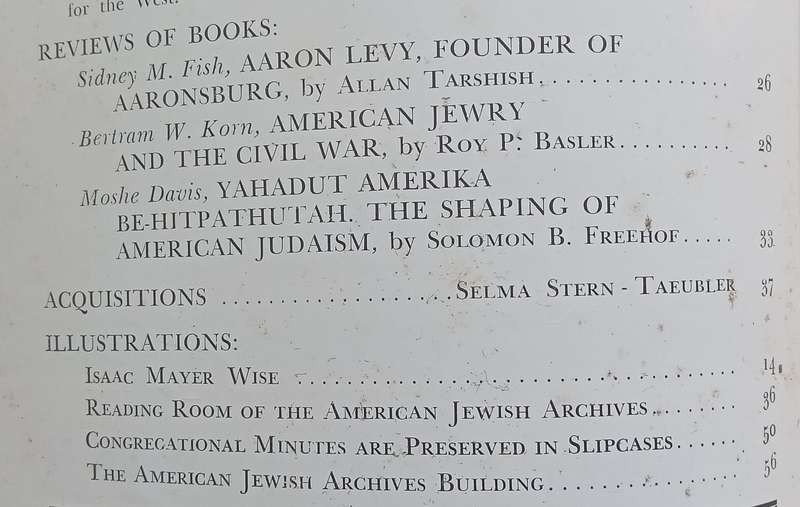 for the West.
REVIEWS OF BOOKS:
Sidney M. Fish, AARON LEVY, FOUNDER OF
AARONSBURG, by ALLAN TARSHISH. . . . . . . . . . . . . . . . 26
Bertram W. Korn, AMERICAN JEWRY
AND THE CIVIL WAR, by ROY P. BASLER . . . . . . . . . . 28
Moshe Davis, YAHADUT AMERIKA
BE-HITPATHUTAH. THE SHAPING OF
AMERICAN JUDAISM, by SOLOMON B. FREEHOF . . . . . 33
ACQUISITIONS . . . . . . . . . . . . . . . . . . . . SELMA STERN - TAEUBLER 37
ILLUSTRATIONS:
ISAAC MAYER WISE . . . . . . . . . . . . . . . . . . . . . . . . . . . . . . . . . . 14
READING ROOM OF THE AMERICAN JEWISH ARCHIVES . . . . . . . . 36
CONGREGATIONAL MINUTES ARE PRESERVED IN SLIPCASES . . . . . . 50
THE AMERICAN JEWISH ARCHIVES BUILDING . . . . . . . . . . . . . . . . 56